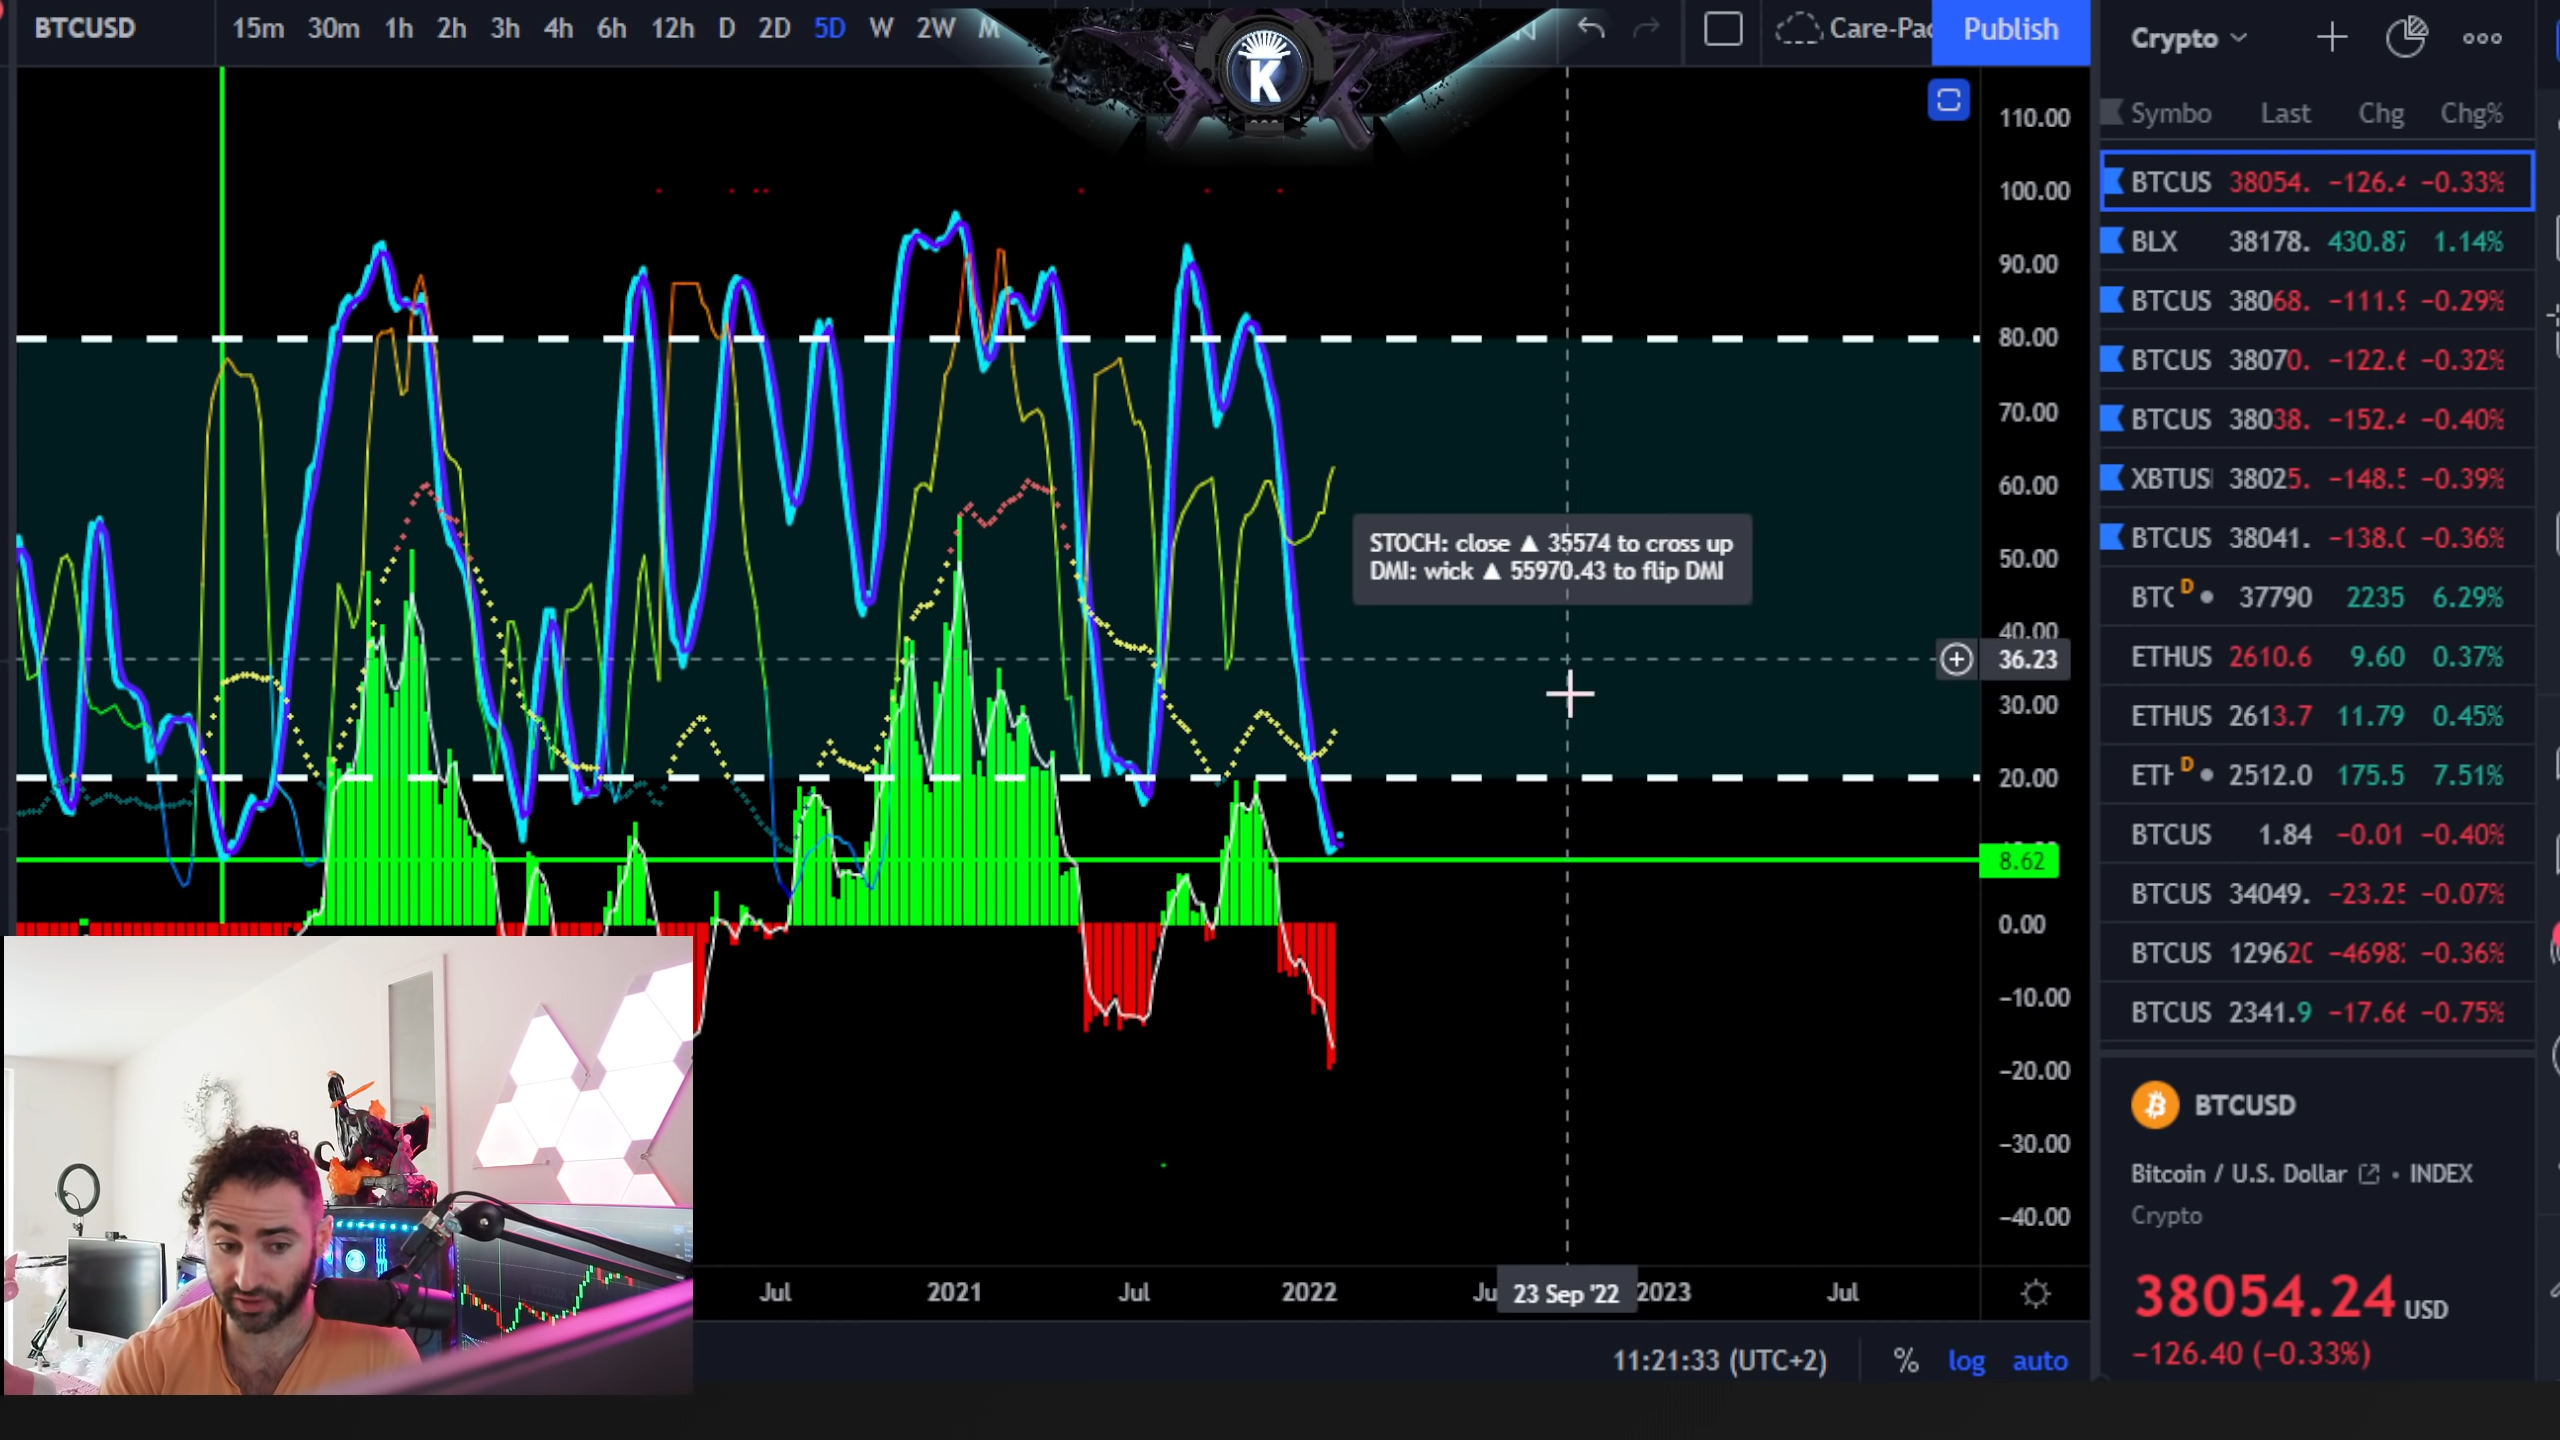 BTCUSD 15m 30m 1h 2h 3h 4h 6h 12h D 2D 5D W 2W M
K
Care-Pac Publish
Crypto
Symbo Last Chg Chg%
BTCUS 38054. −126.4 −0.33%
BLX 38178. 430.87 1.14%
BTCUS 38068. −111.9 −0.29%
BTCUS 38070. −122.6 −0.32%
BTCUS 38038. −152.4 −0.40%
XBTUS 38025. −148.5 −0.39%
BTCUS 38041. −138.0 −0.36%
BTC D 37790 2235 6.29%
ETHUS 2610.6 9.60 0.37%
ETHUS 2613.7 11.79 0.45%
ETH D 2512.0 175.5 7.51%
BTCUS 1.84 −0.01 −0.40%
BTCUS 34049. −23.25 −0.07%
BTCUS 129620 −4698 −0.36%
BTCUS 2341.9 −17.66 −0.75%
110.00
100.00
90.00
80.00
70.00
60.00
50.00
40.00
36.23
30.00
20.00
8.62
0.00
−10.00
−20.00
−30.00
−40.00
STOCH: close ▲ 35574 to cross up
DMI: wick ▲ 55970.43 to flip DMI
Jul 2021 Jul 2022 Ju 23 Sep '22 2023 Jul
11:21:33 (UTC+2) % log auto
BTCUSD
Bitcoin / U.S. Dollar • INDEX
Crypto
38054.24 USD
−126.40 (−0.33%)